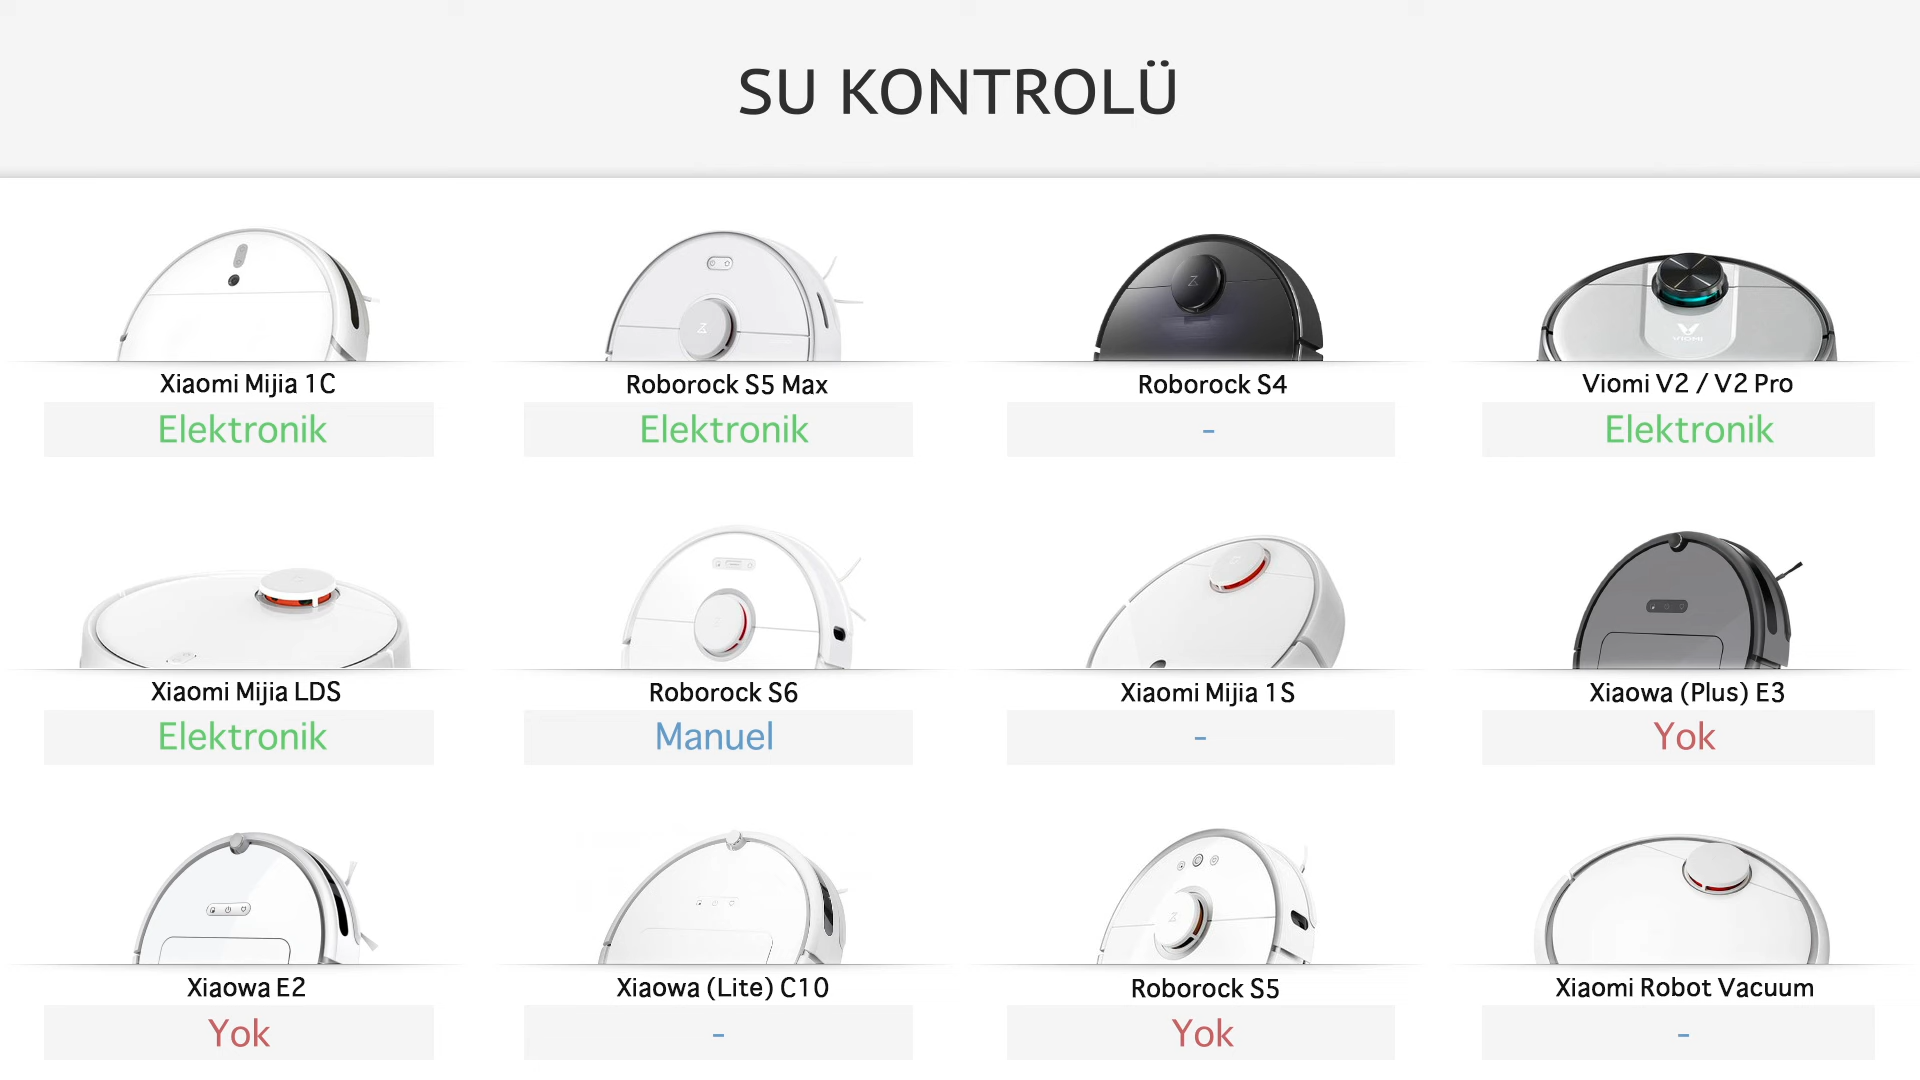 SU KONTROLÜ
Xiaomi Mijia 1C
Elektronik
Roborock S5 Max
Elektronik
Roborock S4
-
VIOMI
Viomi V2 / V2 Pro
Elektronik
Xiaomi Mijia LDS
Elektronik
Roborock S6
Manuel
Xiaomi Mijia 1S
-
Xiaowa (Plus) E3
Yok
Xiaowa E2
Yok
Xiaowa (Lite) C10
-
Roborock S5
Yok
Xiaomi Robot Vacuum
-